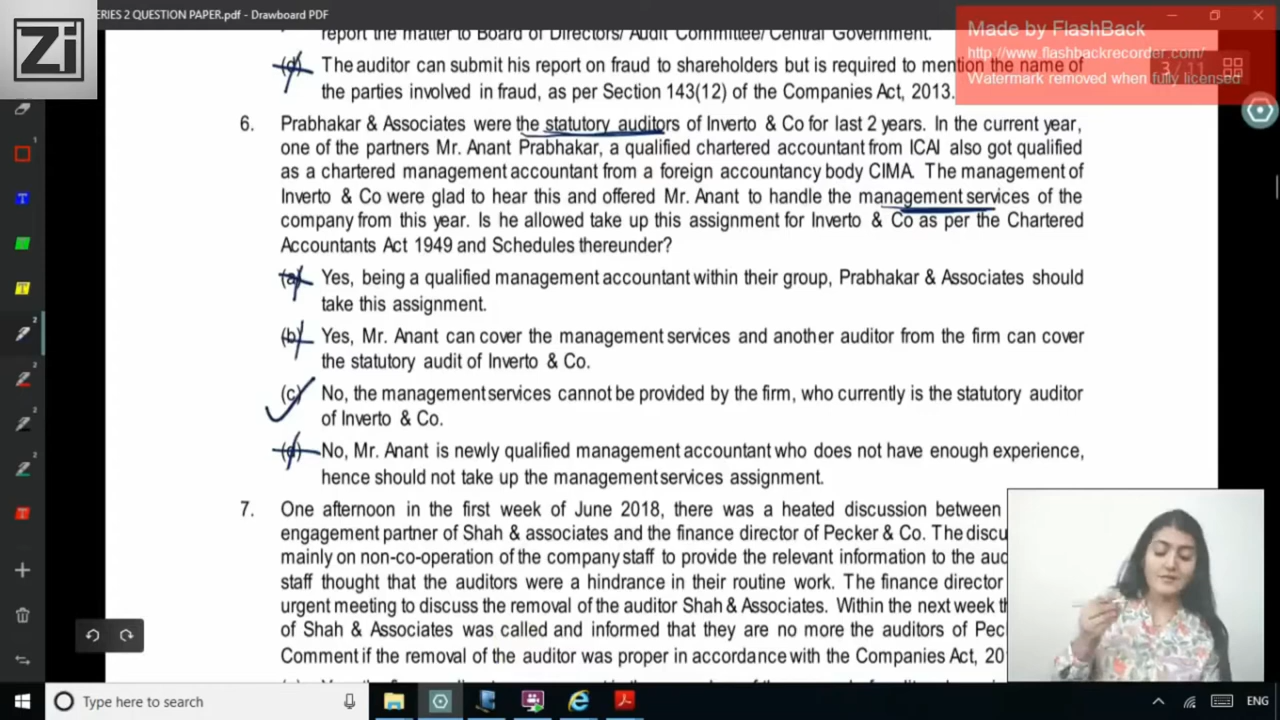 Zi
ERIES 2 QUESTION PAPER.pdf - Drawboard PDF
Made by FlashBack
http://www.flashbackrecorder.com/
Watermark removed when fully licensed
3 / 11
report the matter to Board of Directors/ Audit Committee/ Central Government.
(d) The auditor can submit his report on fraud to shareholders but is required to mention the name of
the parties involved in fraud, as per Section 143(12) of the Companies Act, 2013.
6. Prabhakar & Associates were the statutory auditors of Inverto & Co for last 2 years. In the current year,
one of the partners Mr. Anant Prabhakar, a qualified chartered accountant from ICAI also got qualified
as a chartered management accountant from a foreign accountancy body CIMA. The management of
Inverto & Co were glad to hear this and offered Mr. Anant to handle the management services of the
company from this year. Is he allowed take up this assignment for Inverto & Co as per the Chartered
Accountants Act 1949 and Schedules thereunder?
(a) Yes, being a qualified management accountant within their group, Prabhakar & Associates should
take this assignment.
(b) Yes, Mr. Anant can cover the management services and another auditor from the firm can cover
the statutory audit of Inverto & Co.
(c) No, the management services cannot be provided by the firm, who currently is the statutory auditor
of Inverto & Co.
(d) No, Mr. Anant is newly qualified management accountant who does not have enough experience,
hence should not take up the management services assignment.
7. One afternoon in the first week of June 2018, there was a heated discussion between
engagement partner of Shah & associates and the finance director of Pecker & Co. The discu
mainly on non-co-operation of the company staff to provide the relevant information to the aud
staff thought that the auditors were a hindrance in their routine work. The finance director
urgent meeting to discuss the removal of the auditor Shah & Associates. Within the next week th
of Shah & Associates was called and informed that they are no more the auditors of Pec
Comment if the removal of the auditor was proper in accordance with the Companies Act, 20
Type here to search
ENG